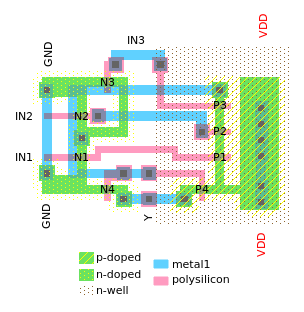 VDD
IN3
GND
N3
P3
IN2
N2
P2
IN1
N1
P1
N4
P4
GND
Y
VDD
p-doped
n-doped
n-well
metal1
polysilicon